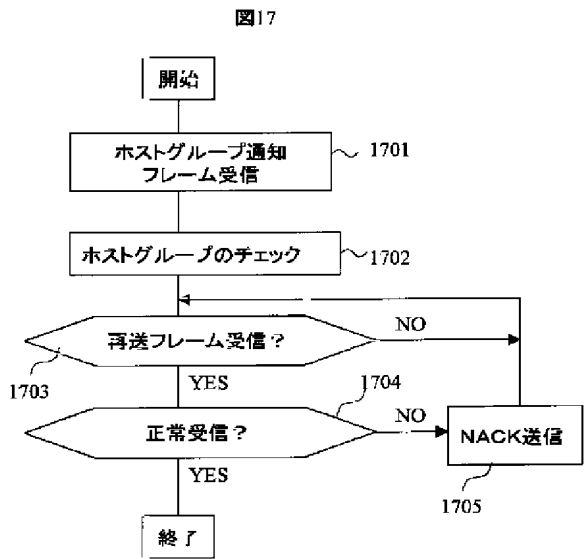 図17
開始
ホストグループ通知
フレーム受信
1701
ホストグループのチェック
1702
再送フレーム受信？
NO
1703
YES
1704
正常受信？
NO
NACK送信
1705
YES
終了